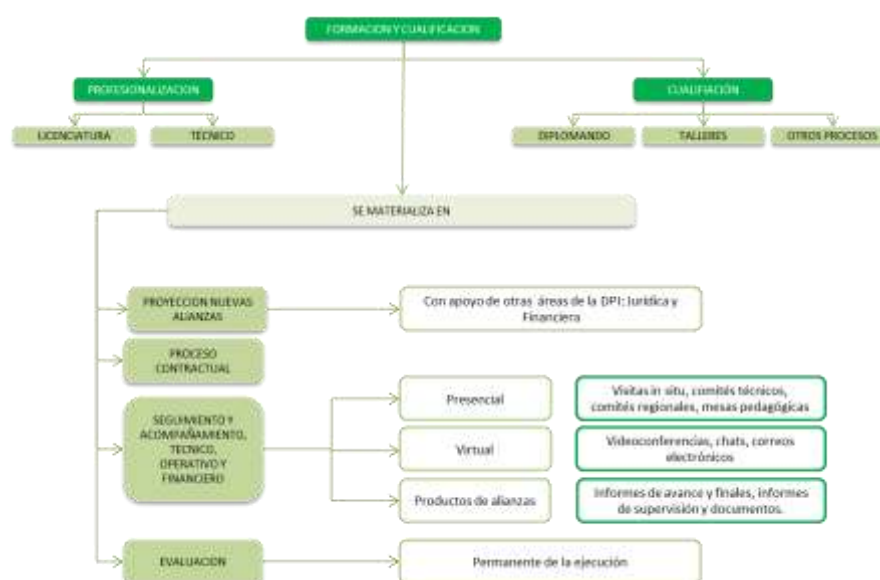 FORMACION Y CUALIFICACION
PROFESIONALIZACION
CUALIFIACIÓN
LICENCIATURA
TECNICO
DIPLOMANDO
TALLERES
OTROS PROCESOS
SE MATERIALIZA EN
PROYECCION NUEVAS
ALIANZAS
Con apoyo de otras áreas de la DPI: Jurídica y
Financiera
PROCESO
CONTRACTUAL
SEGUIMIENTO Y
ACOMPAÑAMIENTO,
TECNICO,
OPERATIVO Y
FINANCIERO
Presencial
Visitas in situ, comités técnicos,
comités regionales, mesas pedagógicas
Virtual
Videoconferencias, chats, correos
electrónicos
Productos de alianzas
Informes de avance y finales, informes
de supervisión y documentos.
EVALUACION
Permanente de la ejecución